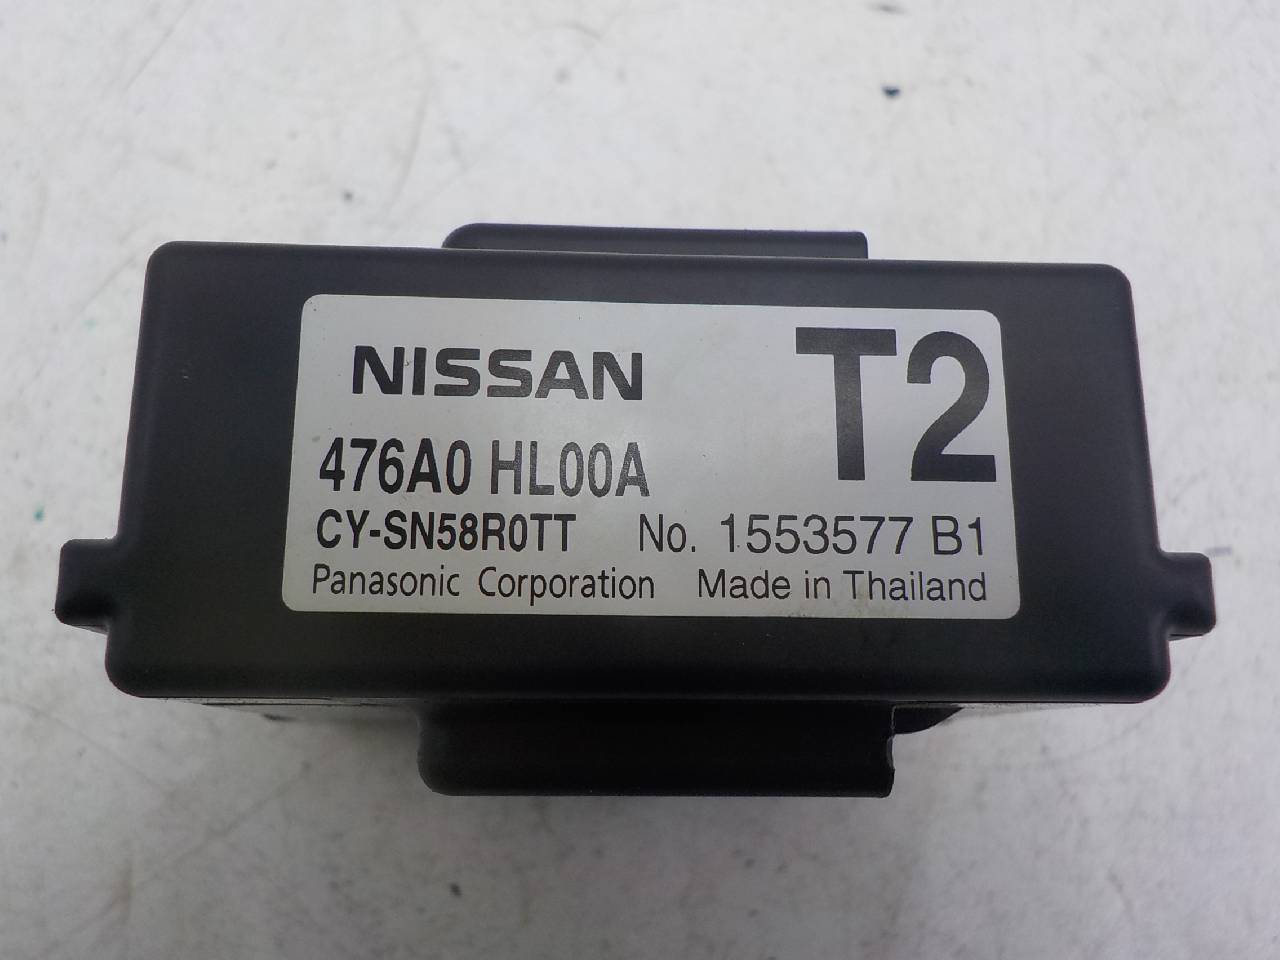 NISSAN T2
476A0 HL00A
CY-SN58R0TT No. 1553577 B1
Panasonic Corporation Made in Thailand